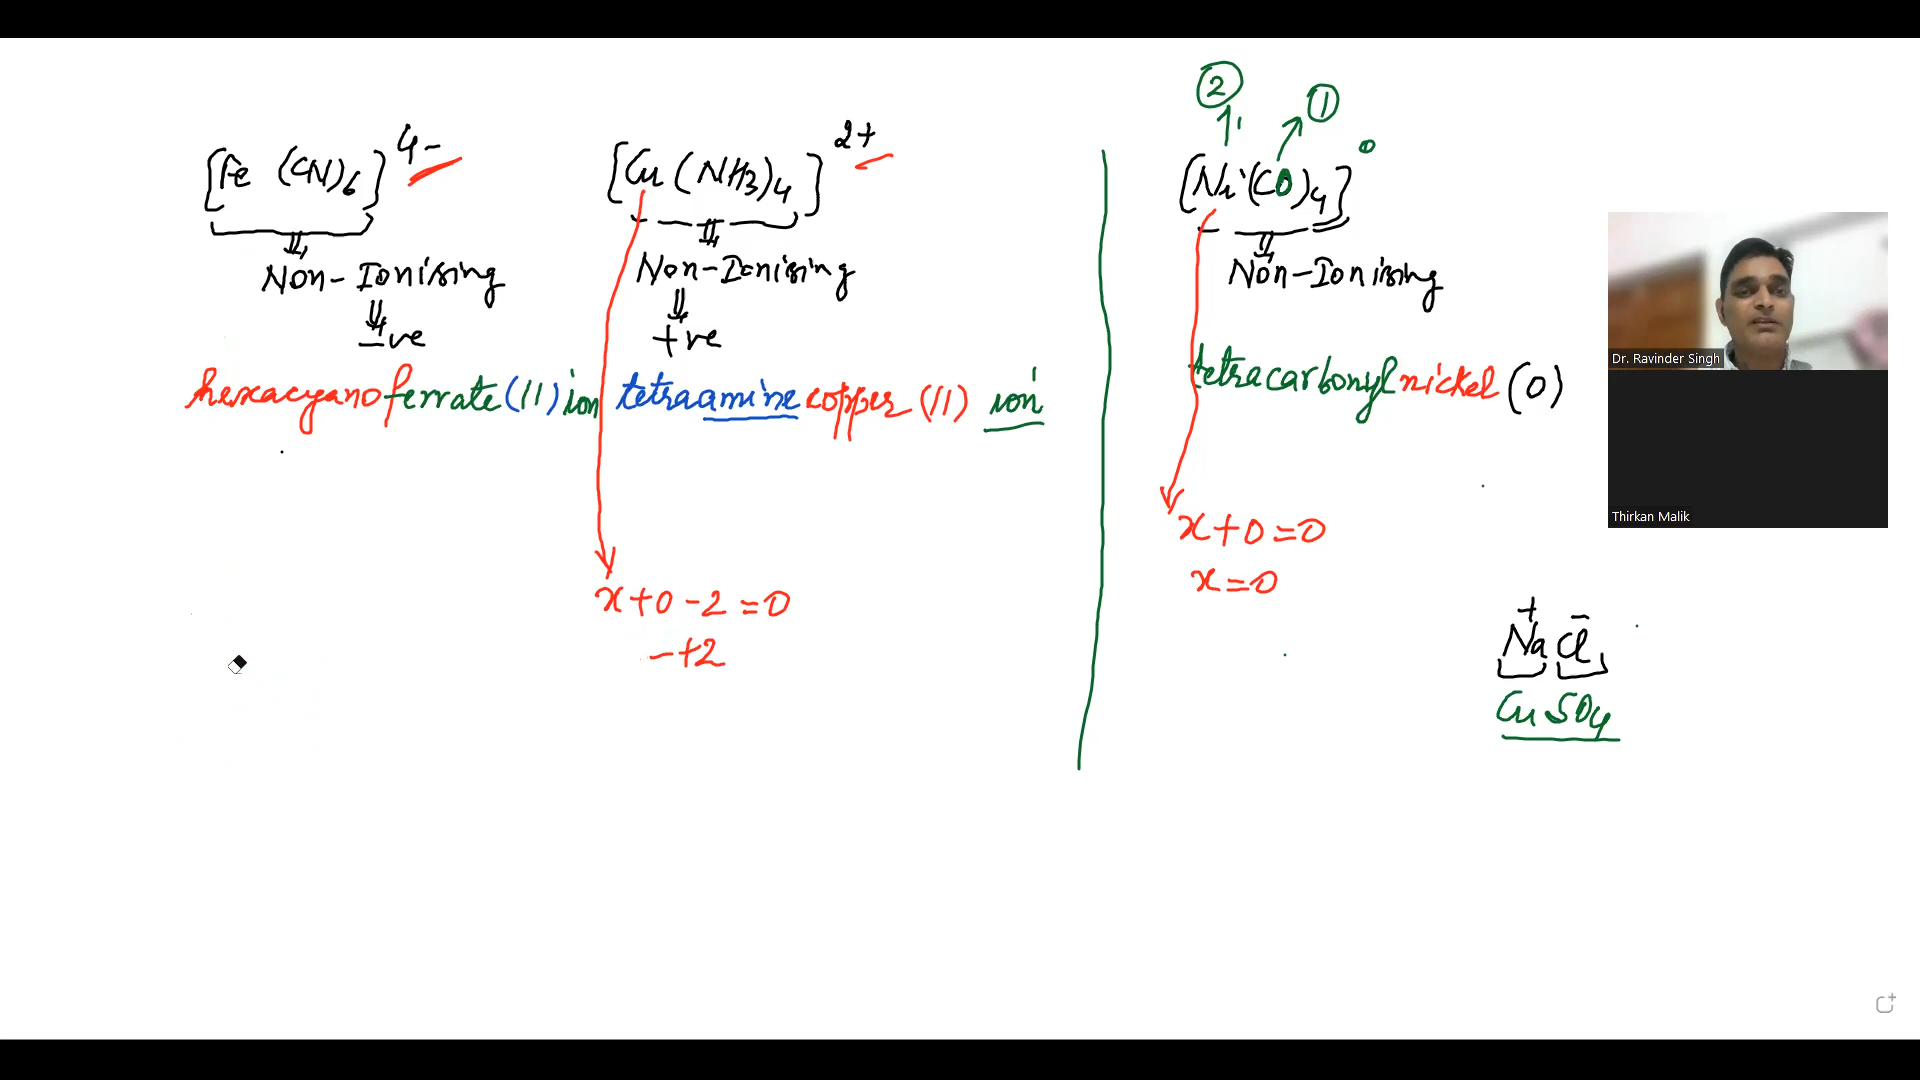 [Fe (CN)6]4-
Non-Ionising
-ve
hexacyanoferrate(II)ion
[Cu(NH3)4]2+
Non-Ionising
+ve
tetraaminecopper(II) ion
x+0-2=0
-+2
2
1
[Ni(CO)4]0
Non-Ionising
tetracarbonylnickel(0)
x+0=0
x=0
+ -
NaCl
CuSO4
Dr. Ravinder Singh
Thirkan Malik